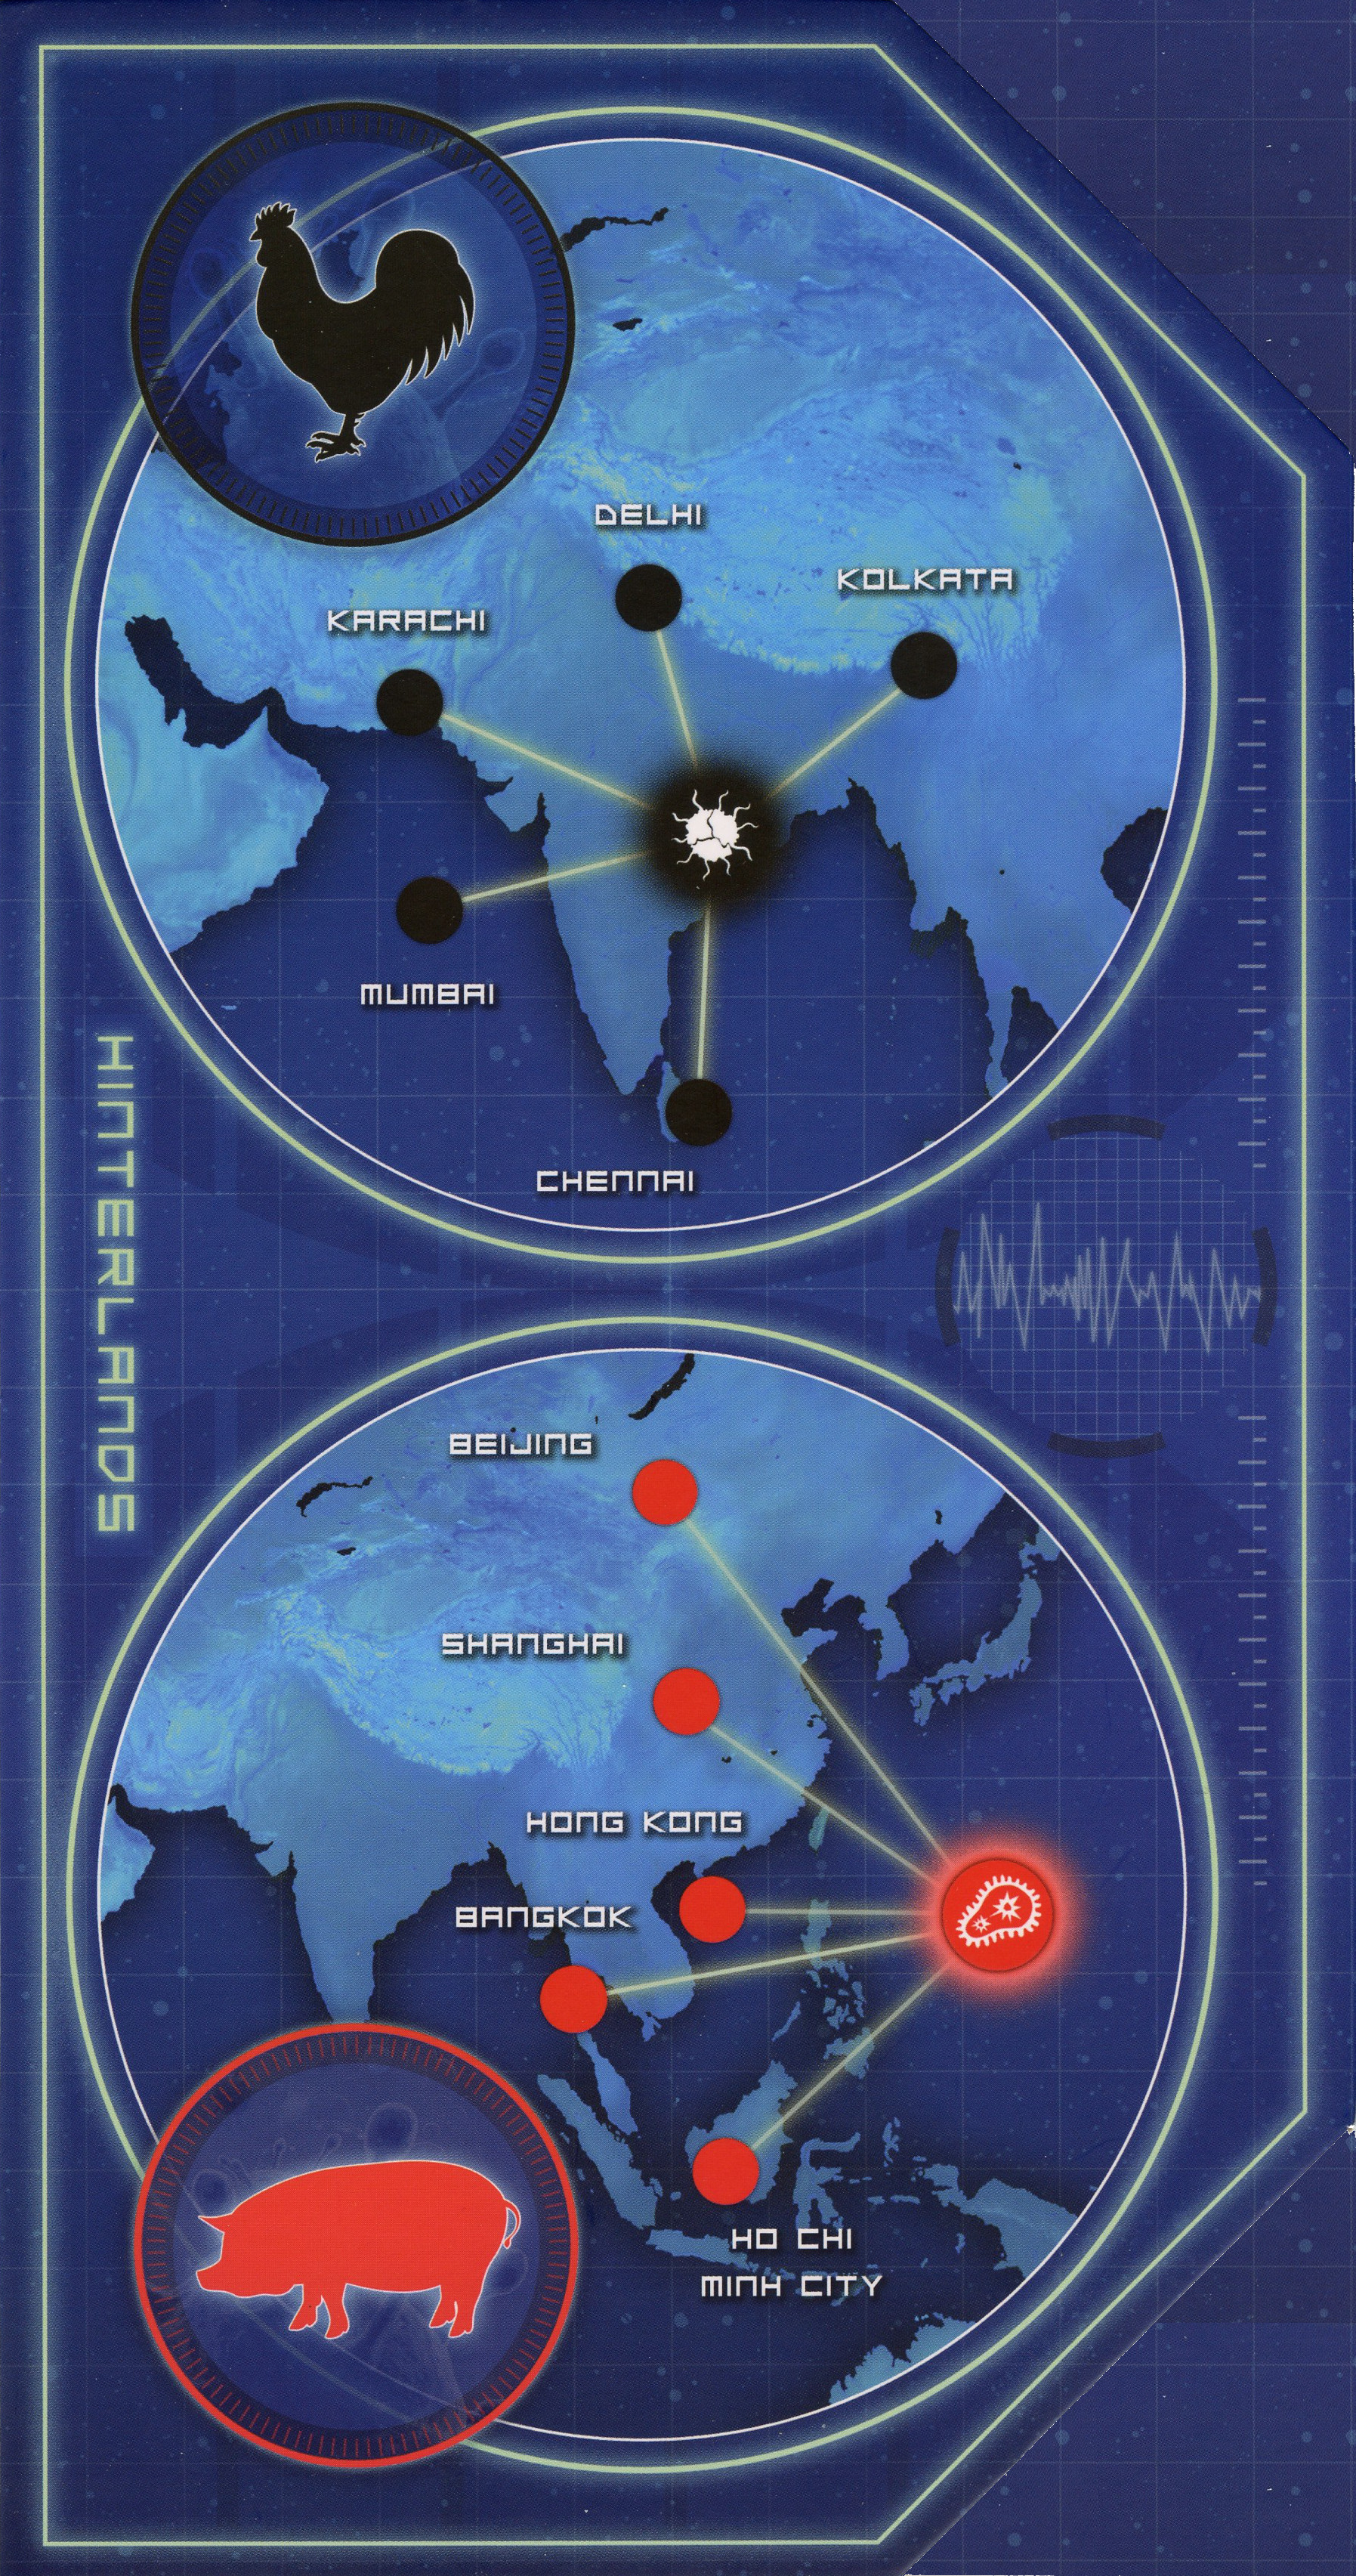 DELHI
KOLKATA
KARACHI
MUMBAI
CHENNAI
HINTERLANDS
BEIJING
SHANGHAI
HONG KONG
BANGKOK
HO CHI
MINH CITY